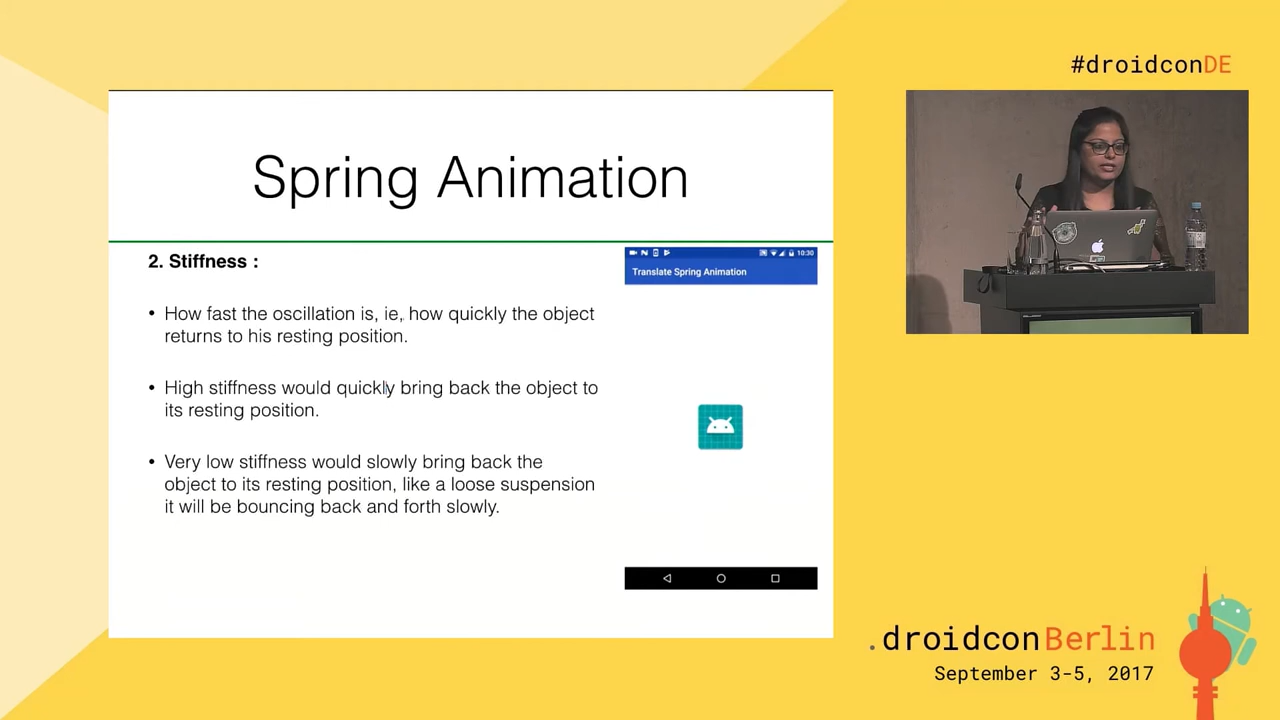 #droidconDE
Spring Animation
2. Stiffness :
• How fast the oscillation is, ie,, how quickly the object
returns to his resting position.
• High stiffness would quickly bring back the object to
its resting position.
• Very low stiffness would slowly bring back the
object to its resting position, like a loose suspension
it will be bouncing back and forth slowly.
10:30
Translate Spring Animation
.droidconBerlin
September 3-5, 2017